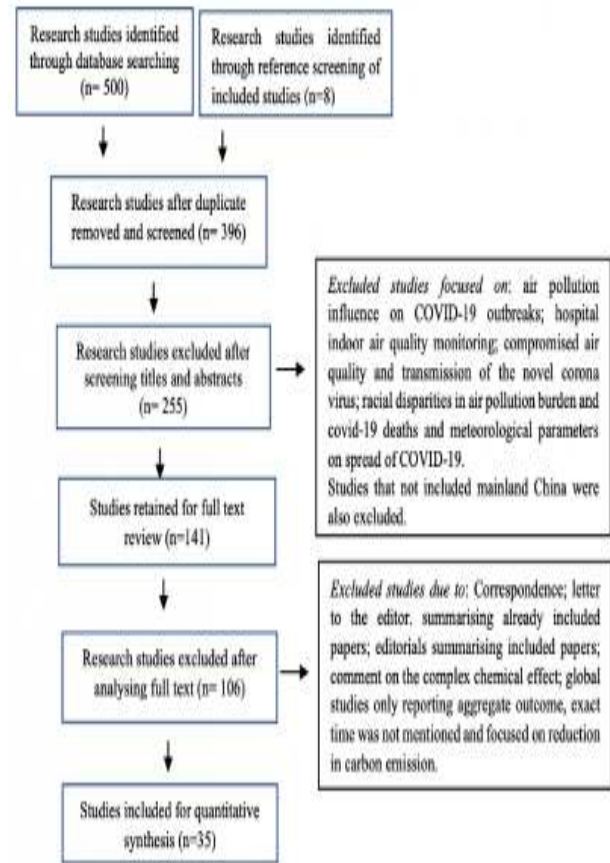 Research studies identified
through database searching
(n= 500)
Research studies identified
through reference screening of
included studies (n=8)
Research studies after duplicate
removed and screened (n= 396)
Research studies excluded after
screening titles and abstracts
(n= 255)
Excluded studies focused on: air pollution
influence on COVID-19 outbreaks; hospital
indoor air quality monitoring; compromised air
quality and transmission of the novel corona
virus; racial disparities in air pollution burden and
covid-19 deaths and meteorological parameters
on spread of COVID-19.
Studies that not included mainland China were
also excluded.
Studies retained for full text
review (n=141)
Research studies excluded after
analysing full text (n= 106)
Excluded studies due to: Correspondence; letter
to the editor. summarising already included
papers; editorials summarising included papers;
comment on the complex chemical effect; global
studies only reporting aggregate outcome, exact
time was not mentioned and focused on reduction
in carbon emission.
Studies included for quantitative
synthesis (n=35)